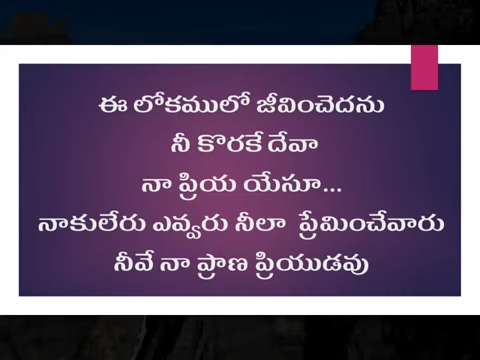 ఈ లోకములో జీవించెదను
నీ కొరకే దేవా
నా ప్రియ యేసూ...
నాకులేరు ఎవ్వరు నీలా ప్రేమించేవారు
నీవే నా ప్రాణ ప్రియుడవు